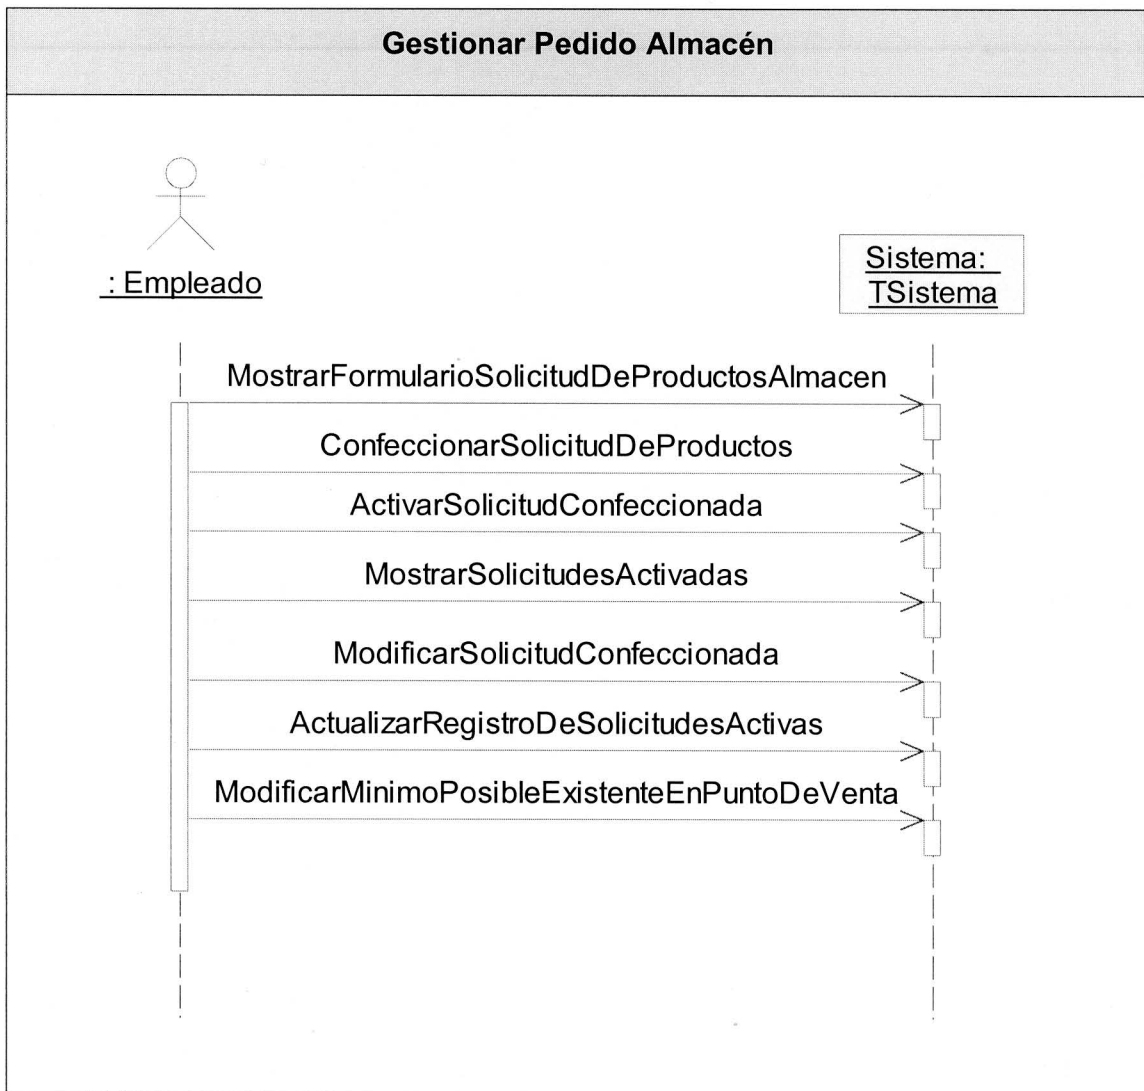 Gestionar Pedido Almacén
: Empleado
Sistema:
TSistema
MostrarFormularioSolicitudDeProductosAlmacen
ConfeccionarSolicitudDeProductos
ActivarSolicitudConfeccionada
MostrarSolicitudesActivadas
ModificarSolicitudConfeccionada
ActualizarRegistroDeSolicitudesActivas
ModificarMinimoPosibleExistenteEnPuntoDeVenta